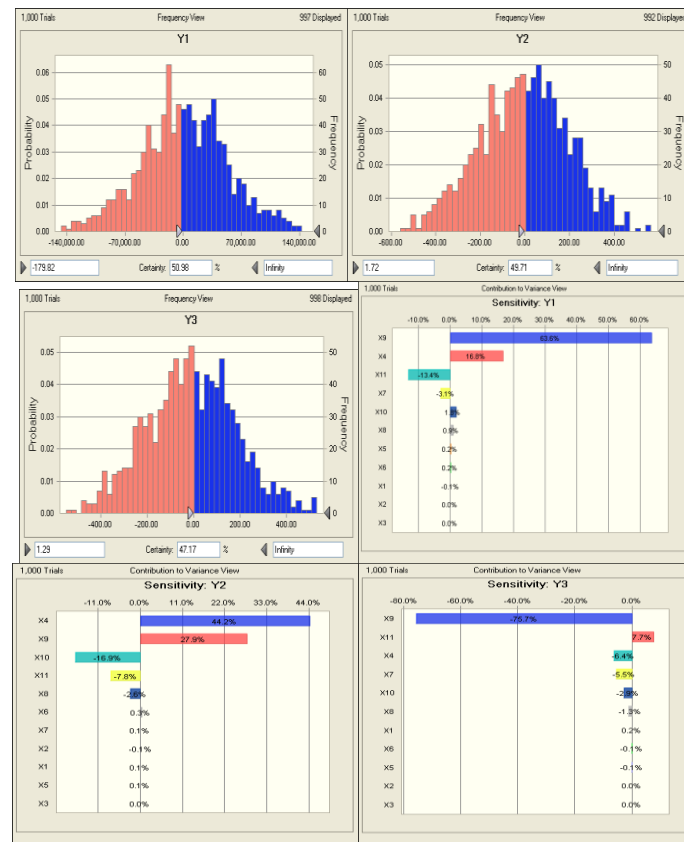 1,000 Trials Frequency View 997 Displayed
Y1
0.06
0.05
0.04
0.03
0.02
0.01
0.00
Probability
60
50
40
30
20
10
0
Frequency
-140,000.00 -70,000.00 0.00 70,000.00 140,000.00
-179.82 Certainty: 50.98 % Infinity
1,000 Trials Frequency View 992 Displayed
Y2
0.05
0.04
0.03
0.02
0.01
0.00
Probability
50
40
30
20
10
0
Frequency
-600.00 -400.00 -200.00 0.00 200.00 400.00
1.72 Certainty: 49.71 % Infinity
1,000 Trials Frequency View 998 Displayed
Y3
0.05
0.04
0.03
0.02
0.01
0.00
Probability
50
40
30
20
10
0
Frequency
-400.00 -200.00 0.00 200.00 400.00
1.29 Certainty: 47.17 % Infinity
1,000 Trials Contribution to Variance View
Sensitivity: Y1
-10.0% 0.0% 10.0% 20.0% 30.0% 40.0% 50.0% 60.0%
X9 63.6%
X4 16.8%
X11 -13.4%
X7 -3.1%
X10
X8 0.9%
X5 0.2%
X6 0.2%
X1 -0.1%
X2 0.0%
X3 0.0%
1,000 Trials Contribution to Variance View
Sensitivity: Y2
-11.0% 0.0% 11.0% 22.0% 33.0% 44.0%
X4 44.2%
X9 27.9%
X10 -16.9%
X11 -7.8%
X8 -2.6%
X6 0.3%
X7 0.1%
X2 -0.1%
X1 0.1%
X5 0.1%
X3 0.0%
1,000 Trials Contribution to Variance View
Sensitivity: Y3
-80.0% -60.0% -40.0% -20.0% 0.0%
X9 -75.7%
X11 7.7%
X4 -6.4%
X7 -5.5%
X10 -2.9%
X8 -1.3%
X1 0.2%
X6 -0.1%
X5 -0.1%
X2 0.0%
X3 0.0%